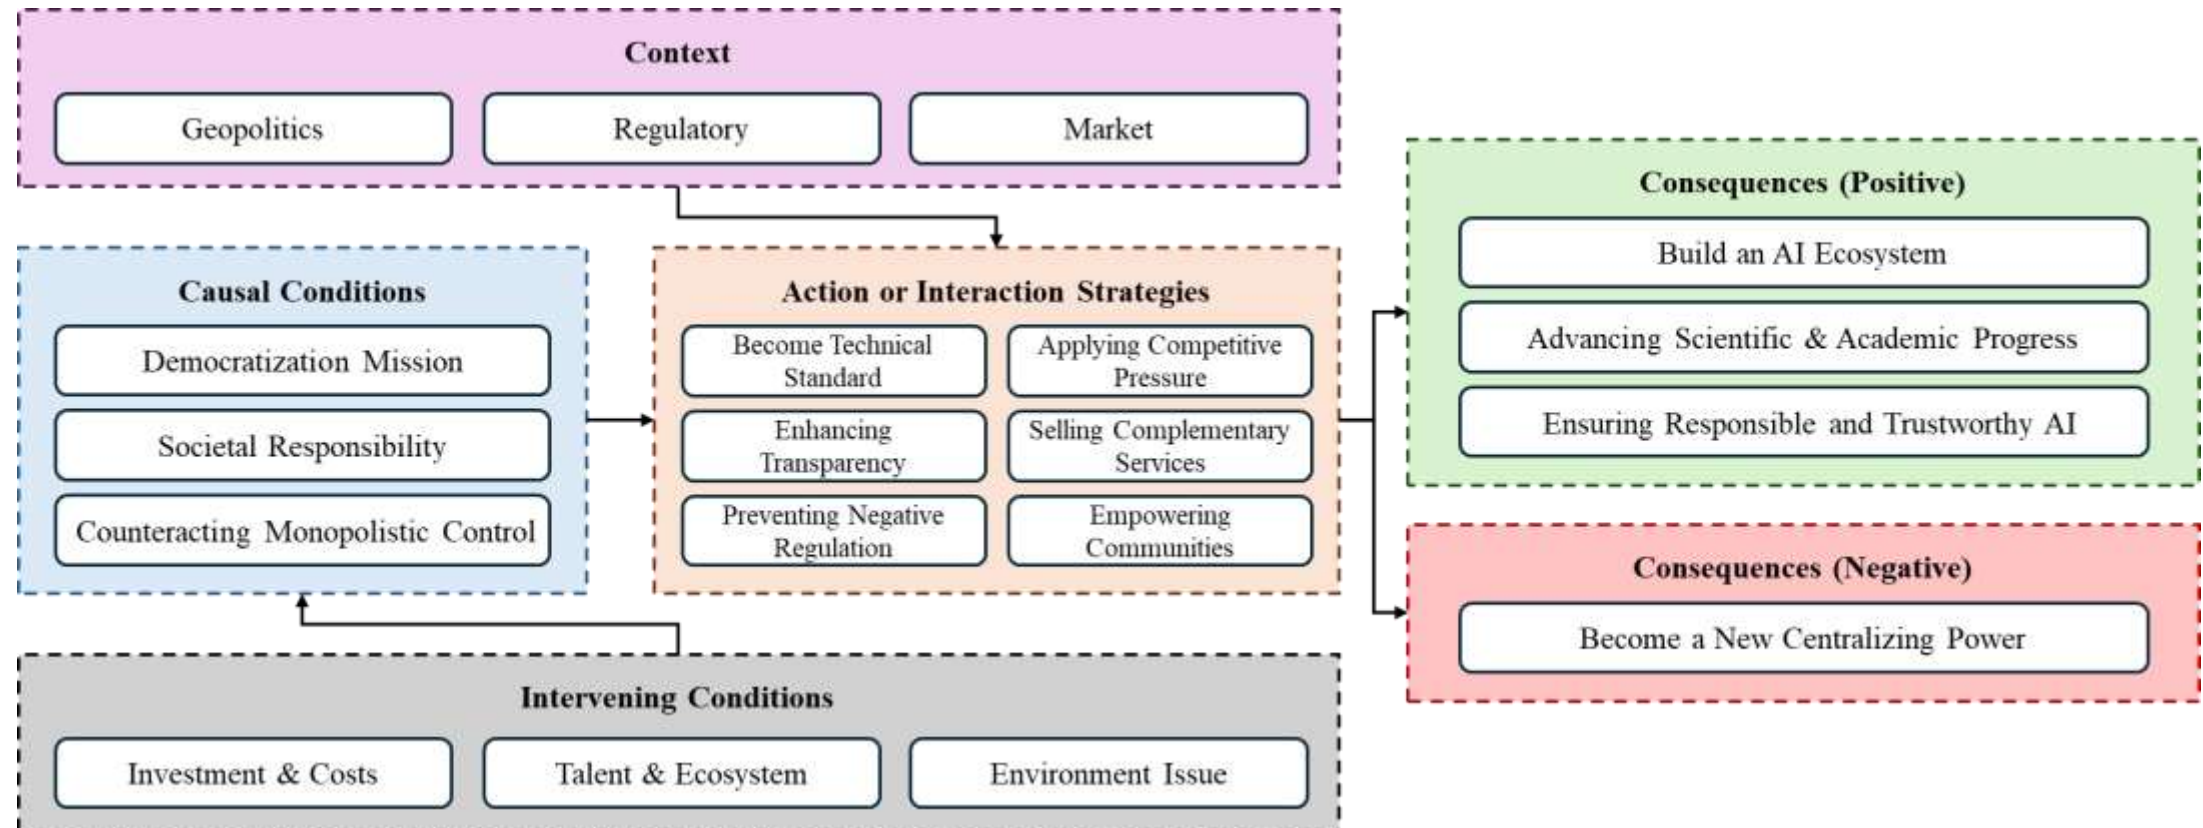 Context
Geopolitics
Regulatory
Market
Causal Conditions
Democratization Mission
Societal Responsibility
Counteracting Monopolistic Control
Action or Interaction Strategies
Become Technical
Standard
Applying Competitive
Pressure
Enhancing
Transparency
Selling Complementary
Services
Preventing Negative
Regulation
Empowering
Communities
Intervening Conditions
Investment & Costs
Talent & Ecosystem
Environment Issue
Consequences (Positive)
Build an AI Ecosystem
Advancing Scientific & Academic Progress
Ensuring Responsible and Trustworthy AI
Consequences (Negative)
Become a New Centralizing Power